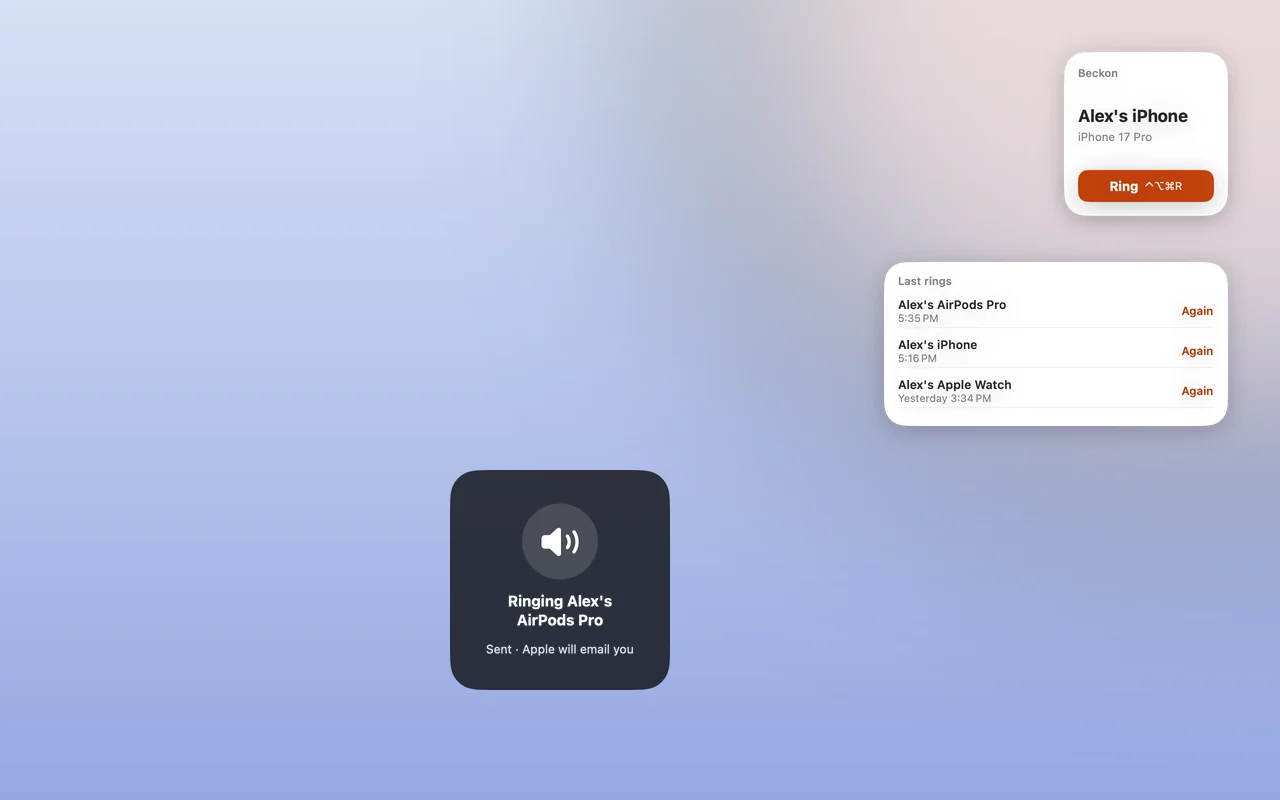 Beckon
Alex's iPhone
iPhone 17 Pro
Ring ⌃⌥⌘R
Last rings
Alex's AirPods Pro
5:35 PM
Again
Alex's iPhone
5:16 PM
Again
Alex's Apple Watch
Yesterday 3:34 PM
Again
Ringing Alex's
AirPods Pro
Sent · Apple will email you